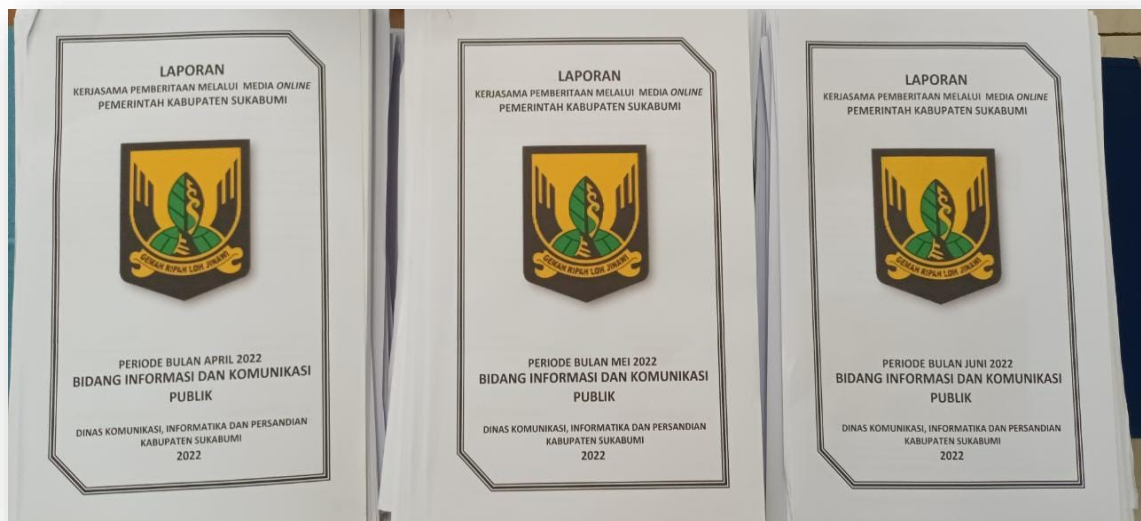 LAPORAN
KERJASAMA PEMBERITAAN MELALUI MEDIA ONLINE
PEMERINTAH KABUPATEN SUKABUMI
GEMAH RIPAH LOH JINAWI
PERIODE BULAN APRIL 2022
BIDANG INFORMASI DAN KOMUNIKASI
PUBLIK
DINAS KOMUNIKASI, INFORMATIKA DAN PERSANDIAN
KABUPATEN SUKABUMI
2022
LAPORAN
KERJASAMA PEMBERITAAN MELALUI MEDIA ONLINE
PEMERINTAH KABUPATEN SUKABUMI
GEMAH RIPAH LOH JINAWI
PERIODE BULAN MEI 2022
BIDANG INFORMASI DAN KOMUNIKASI
PUBLIK
DINAS KOMUNIKASI, INFORMATIKA DAN PERSANDIAN
KABUPATEN SUKABUMI
2022
LAPORAN
KERJASAMA PEMBERITAAN MELALUI MEDIA ONLINE
PEMERINTAH KABUPATEN SUKABUMI
GEMAH RIPAH LOH JINAWI
PERIODE BULAN JUNI 2022
BIDANG INFORMASI DAN KOMUNIKASI
PUBLIK
DINAS KOMUNIKASI, INFORMATIKA DAN PERSANDIAN
KABUPATEN SUKABUMI
2022